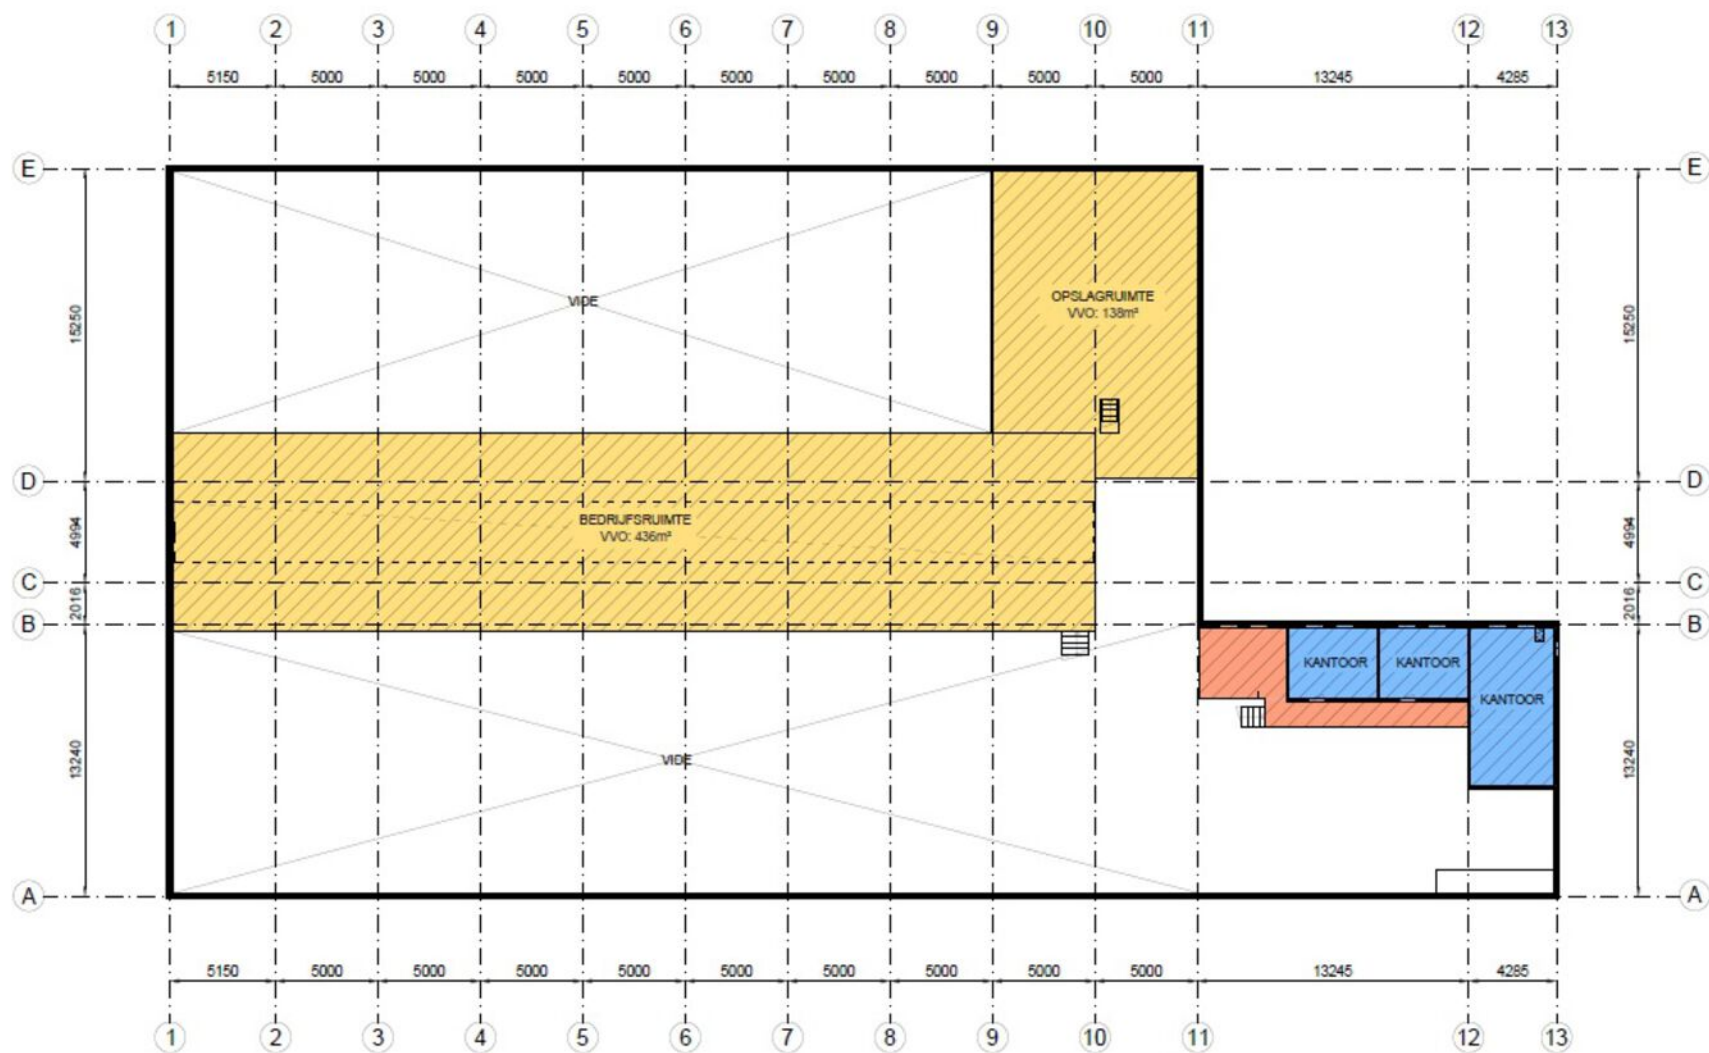 1 2 3 4 5 6 7 8 9 10 11 12 13
5150 5000 5000 5000 5000 5000 5000 5000 5000 5000 13245 4285
E E
15250 15250
VIDE
OPSLAGRUIMTE
VVO: 138m²
D D
4994 4994
BEDRIJFSRUIMTE
VVO: 436m²
C C
2016 2016
B B
KANTOOR KANTOOR
KANTOOR
13240 13240
VIDE
A A
5150 5000 5000 5000 5000 5000 5000 5000 5000 5000 13245 4285
1 2 3 4 5 6 7 8 9 10 11 12 13